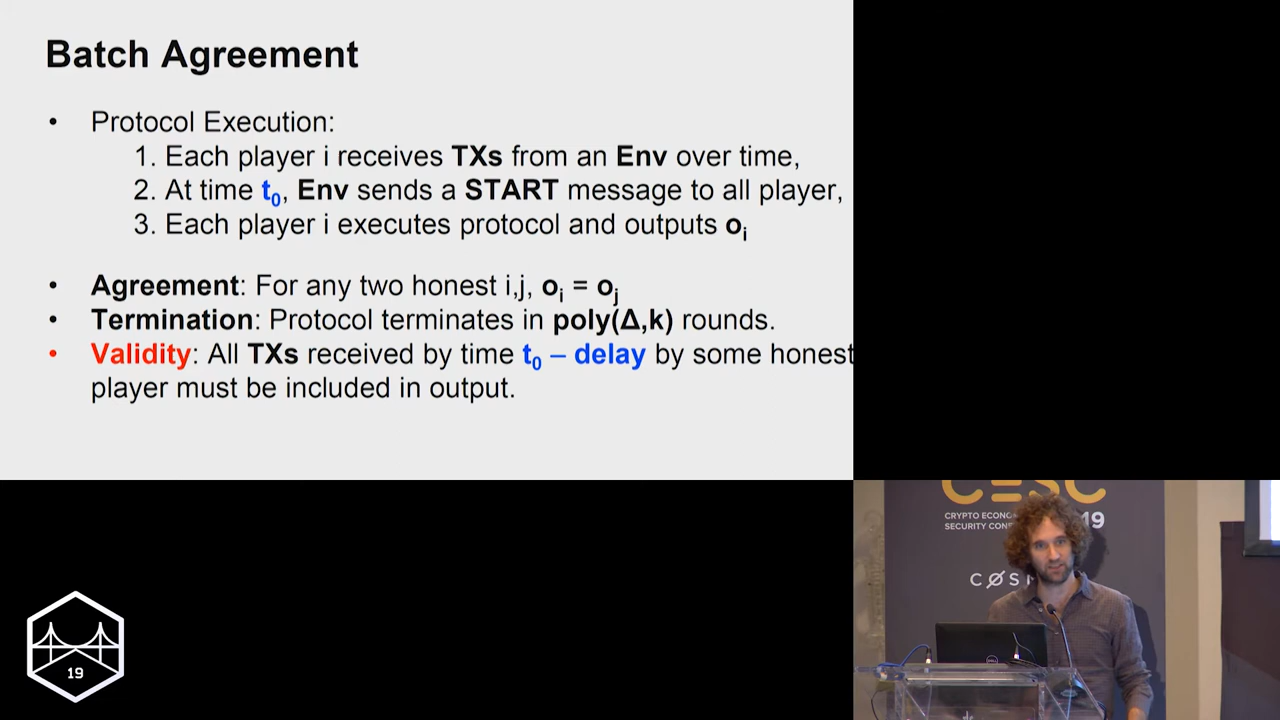 Batch Agreement
• Protocol Execution:
1. Each player i receives TXs from an Env over time,
2. At time t0, Env sends a START message to all player,
3. Each player i executes protocol and outputs oi
• Agreement: For any two honest i,j, oi = oj
• Termination: Protocol terminates in poly(Δ,k) rounds.
• Validity: All TXs received by time t0 – delay by some honest
player must be included in output.
CESC
CRYPTO ECONO
SECURITY CON
19
COS
DELL
19